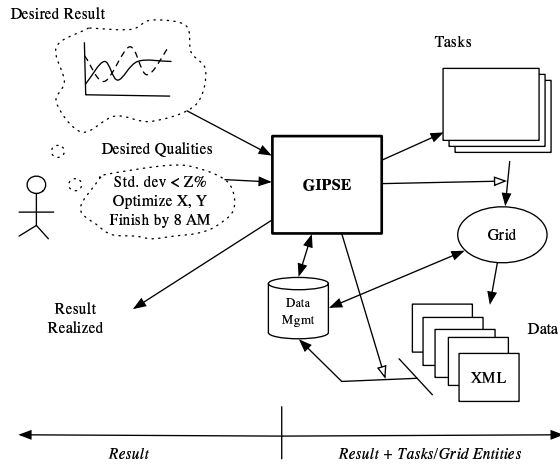 Desired Result
Tasks
Desired Qualities
Std. dev < Z%
Optimize X, Y
Finish by 8 AM
GIPSE
Grid
Result
Realized
Data
Mgmt
Data
XML
Result
Result + Tasks/Grid Entities